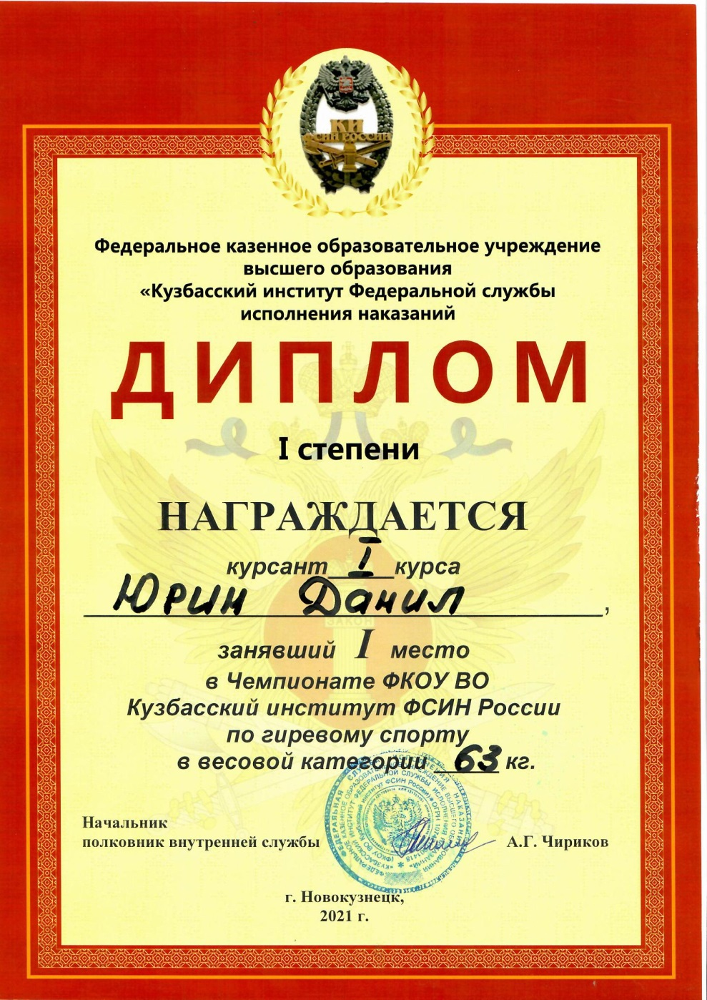 КИ
ФСИН РОССИИ
Федеральное казенное образовательное учреждение
высшего образования
«Кузбасский институт Федеральной службы
исполнения наказаний
ДИПЛОМ
I степени
НАГРАЖДАЕТСЯ
курсант I курса
Юрин Данил,
ЗАКОН
занявший I место
в Чемпионате ФКОУ ВО
Кузбасский институт ФСИН России
по гиревому спорту
в весовой категории 63 кг.
Начальник
полковник внутренней службы А.Г. Чириков
г. Новокузнецк,
2021 г.